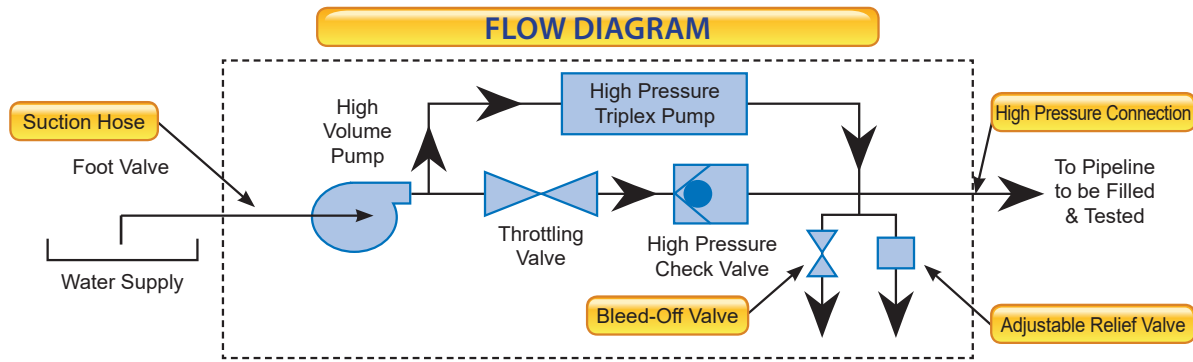 FLOW DIAGRAM
Suction Hose
Foot Valve
Water Supply
High
Volume
Pump
High Pressure
Triplex Pump
Throttling
Valve
High Pressure
Check Valve
High Pressure Connection
To Pipeline
to be Filled
& Tested
Bleed-Off Valve
Adjustable Relief Valve